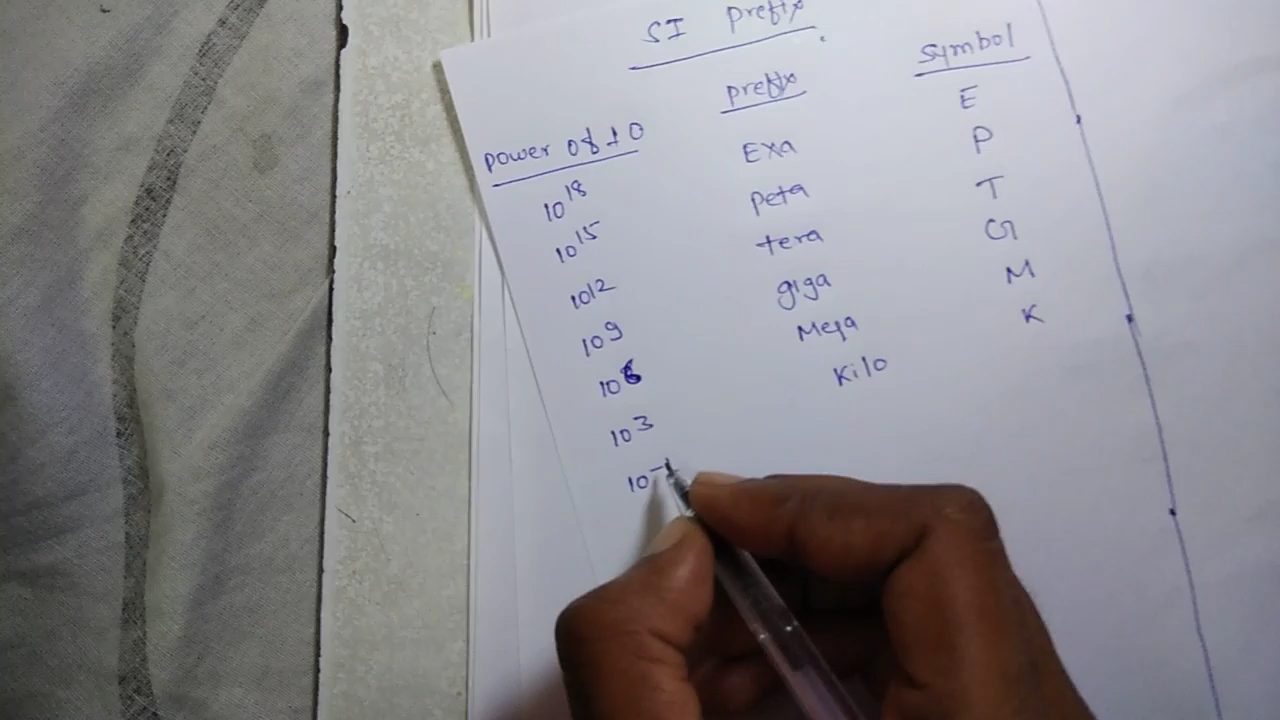 SI prefix
power of 10 prefix symbol
10^18 Exa E
10^15 peta P
10^12 tera T
10^9 giga G
10^6 Mega M
10^3 Kilo K
10^-